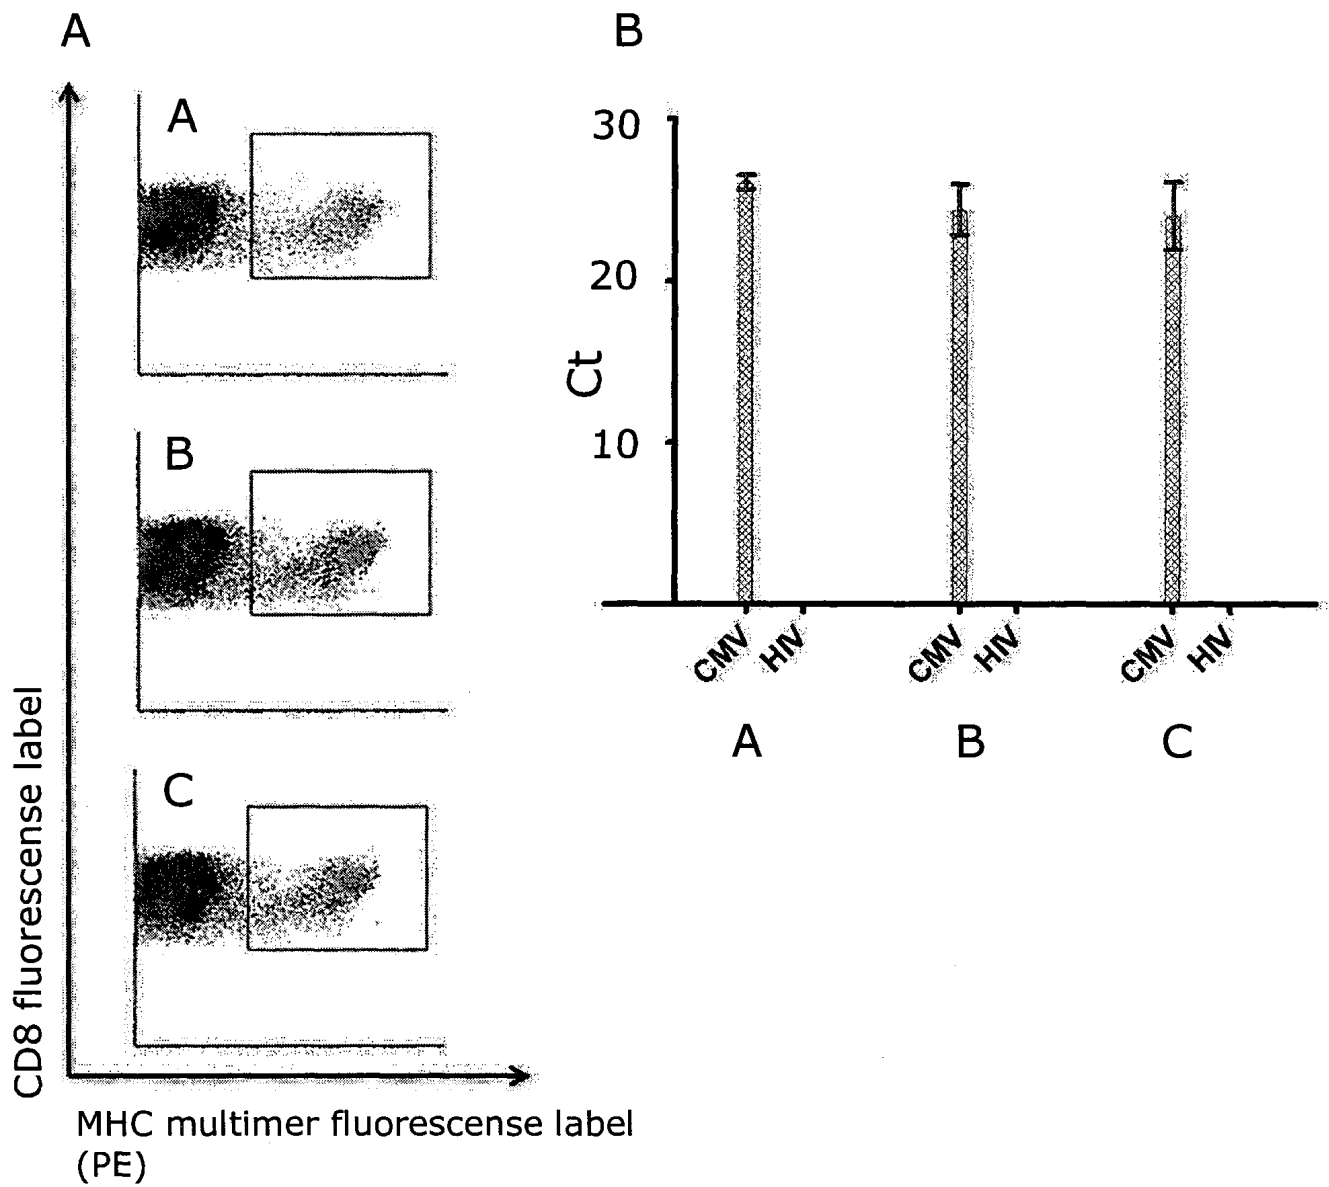 A
A
B
C
CD8 fluorescense label
MHC multimer fluorescense label
(PE)
B
30
20
10
Ct
CMV HIV CMV HIV CMV HIV
A B C